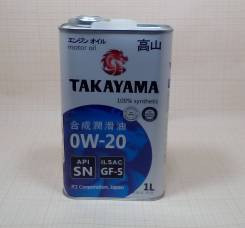 エンジン オイル
motor oil
高山
TAKAYAMA
100% synthetic
合成潤滑油
0W-20
API
SN
ILSAC
GF-5
1L